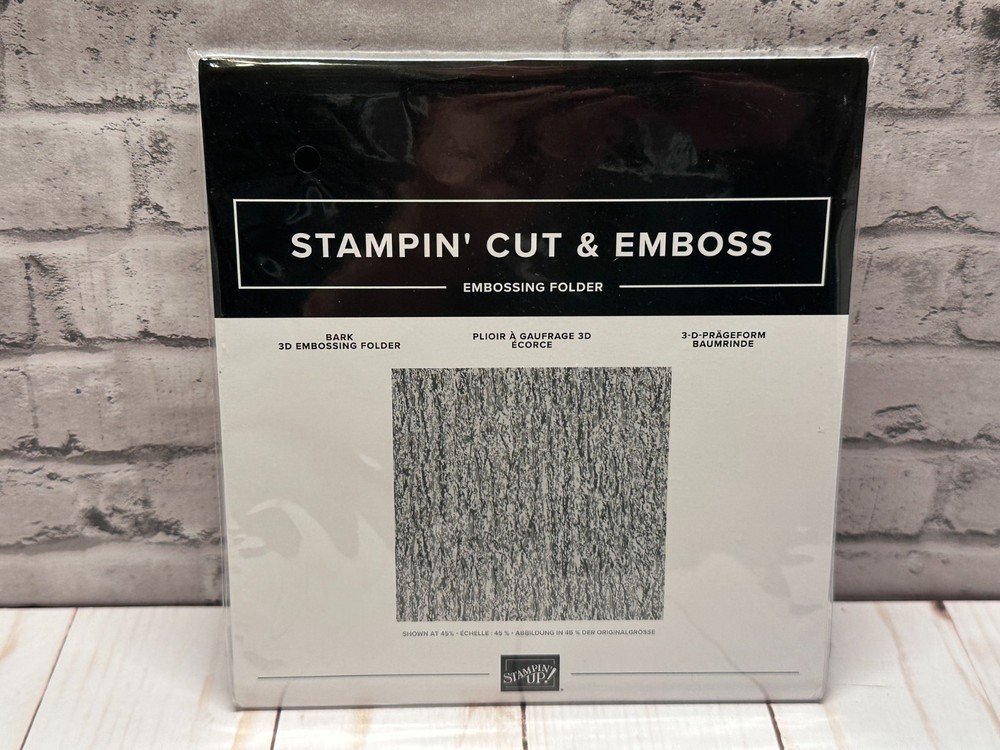 STAMPIN' CUT & EMBOSS
EMBOSSING FOLDER
BARK
3D EMBOSSING FOLDER
PLIOIR À GAUFRAGE 3D
ÉCORCE
3-D-PRÄGEFORM
BAUMRINDE
SHOWN AT 45% • ÉCHELLE : 45 % • ABBILDUNG IN 45 % DER ORIGINALGRÖSSE
STAMPIN' UP!®